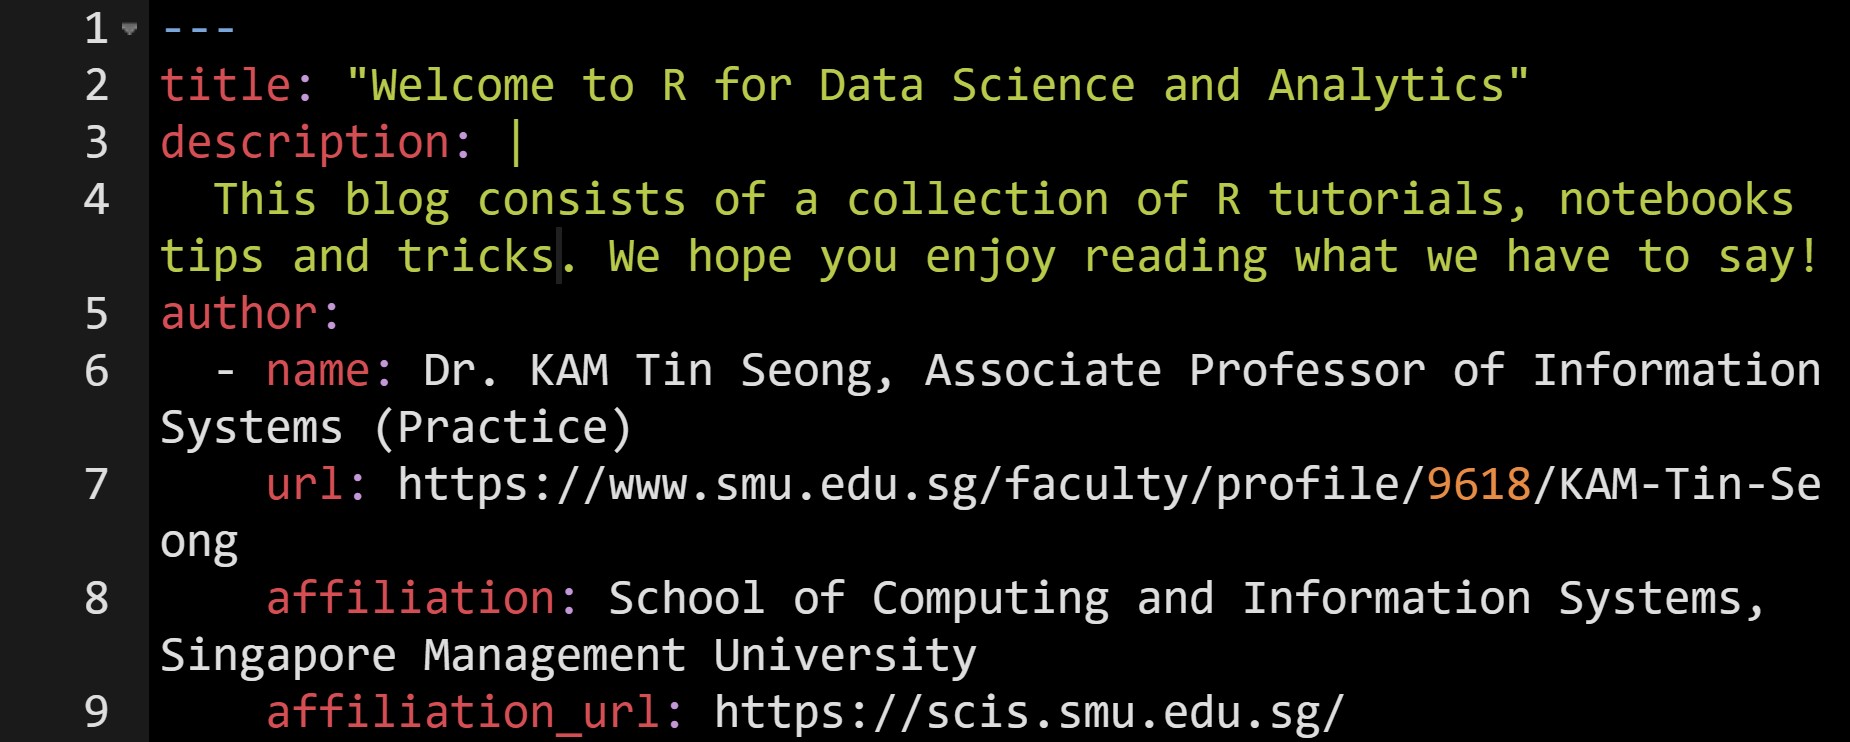 1 ---
2 title: "Welcome to R for Data Science and Analytics"
3 description: |
4   This blog consists of a collection of R tutorials, notebooks
tips and tricks. We hope you enjoy reading what we have to say!
5 author:
6   - name: Dr. KAM Tin Seong, Associate Professor of Information
Systems (Practice)
7     url: https://www.smu.edu.sg/faculty/profile/9618/KAM-Tin-Se
ong
8     affiliation: School of Computing and Information Systems,
Singapore Management University
9     affiliation_url: https://scis.smu.edu.sg/